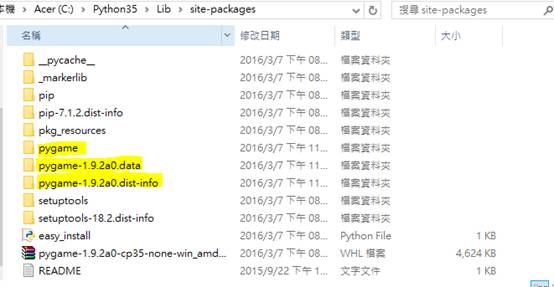 本機 › Acer (C:) › Python35 › Lib › site-packages
搜尋 site-packages
名稱 修改日期 類型 大小
__pycache__ 2016/3/7 下午 08... 檔案資料夾
_markerlib 2016/3/7 下午 08... 檔案資料夾
pip 2016/3/7 下午 08... 檔案資料夾
pip-7.1.2.dist-info 2016/3/7 下午 08... 檔案資料夾
pkg_resources 2016/3/7 下午 08... 檔案資料夾
pygame 2016/3/7 下午 11... 檔案資料夾
pygame-1.9.2a0.data 2016/3/7 下午 11... 檔案資料夾
pygame-1.9.2a0.dist-info 2016/3/7 下午 11... 檔案資料夾
setuptools 2016/3/7 下午 08... 檔案資料夾
setuptools-18.2.dist-info 2016/3/7 下午 08... 檔案資料夾
easy_install 2016/3/7 下午 08... Python File 1 KB
pygame-1.9.2a0-cp35-none-win_amd... 2016/3/7 下午 08... WHL 檔案 4,624 KB
README 2015/9/22 下午 1... 文字文件 1 KB